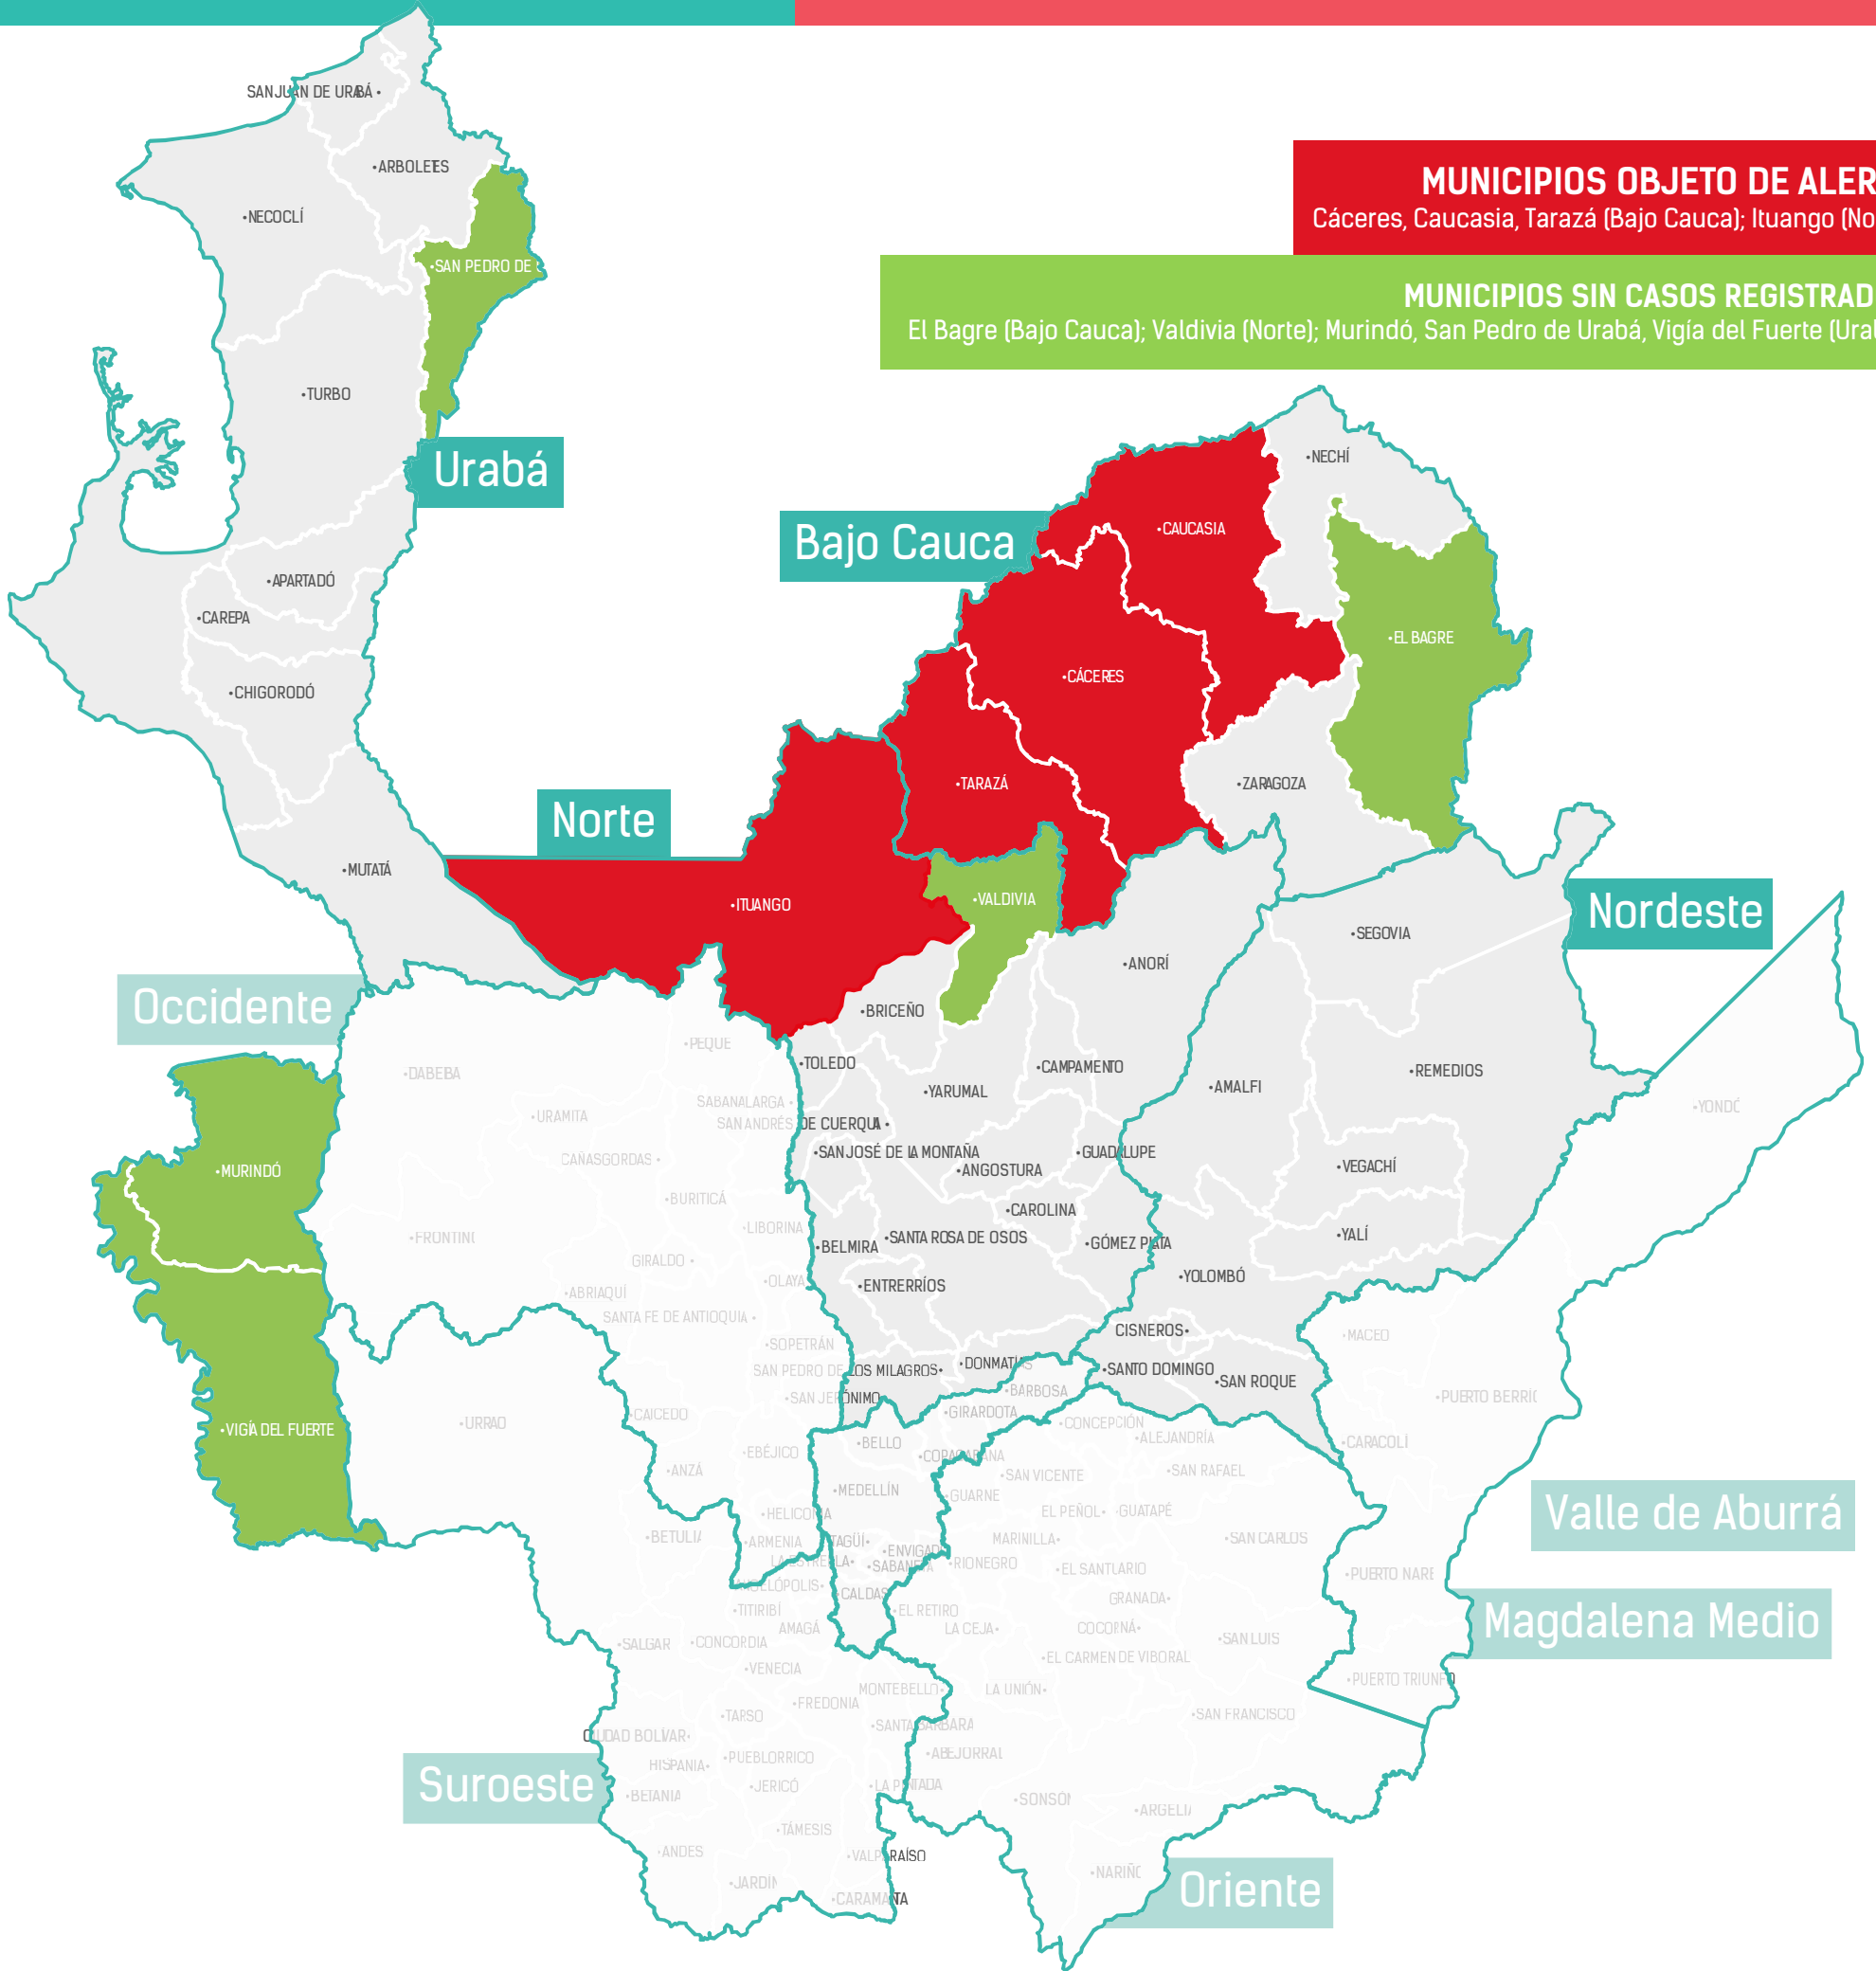 SAN JUAN DE URABÁ
ARBOLETES
MUNICIPIOS OBJETO DE ALER
Cáceres, Caucasia, Tarazá (Bajo Cauca); Ituango (No
NECOCLÍ
SAN PEDRO DE
MUNICIPIOS SIN CASOS REGISTRAD
El Bagre (Bajo Cauca); Valdivia (Norte); Murindó, San Pedro de Urabá, Vigía del Fuerte (Ura
TURBO
Urabá
NECHÍ
CAUCASIA
Bajo Cauca
APARTADÓ
CAREPA
EL BAGRE
CÁCERES
CHIGORODÓ
TARAZÁ
ZARAGOZA
Norte
MUTATÁ
ITUANGO
VALDIVIA
Nordeste
SEGOVIA
ANORÍ
Occidente
BRICEÑO
PEQUE
TOLEDO
CAMPAMENTO
REMEDIOS
DABEIBA
AMALFI
YARUMAL
SABANALARGA
YONDÓ
URAMITA
SAN ANDRÉS DE CUERQUIA
SAN JOSÉ DE LA MONTAÑA
GUADALUPE
CAÑASGORDAS
ANGOSTURA
VEGACHÍ
MURINDÓ
BURITICÁ
CAROLINA
LIBORINA
FRONTINO
SANTA ROSA DE OSOS
YALÍ
BELMIRA
GÓMEZ PLATA
GIRALDO
YOLOMBÓ
OLAYA
ENTRERRÍOS
ABRIAQUÍ
SANTA FE DE ANTIOQUIA
CISNEROS
MACEO
SOPETRÁN
DONMATÍAS
SAN PEDRO DE LOS MILAGROS
SANTO DOMINGO
SAN ROQUE
BARBOSA
SAN JERÓNIMO
PUERTO BERRÍO
GIRARDOTA
CAICEDO
URRAO
CONCEPCIÓN
VIGÍA DEL FUERTE
ALEJANDRÍA
BELLO
CARACOLÍ
EBÉJICO
COPACABANA
ANZÁ
SAN VICENTE
SAN RAFAEL
MEDELLÍN
GUARNE
Valle de Aburrá
HELICONIA
EL PEÑOL
GUATAPÉ
BETULIA
ARMENIA
ITAGÜÍ
MARINILLA
SAN CARLOS
ENVIGADO
LA ESTRELLA
SABANETA
RIONEGRO
EL SANTUARIO
PUERTO NARE
ANGELÓPOLIS
CALDAS
GRANADA
TITIRIBÍ
EL RETIRO
Magdalena Medio
AMAGÁ
LA CEJA
COCORNÁ
SALGAR
CONCORDIA
SAN LUIS
EL CARMEN DE VIBORAL
VENECIA
PUERTO TRIUNFO
MONTEBELLO
LA UNIÓN
FREDONIA
TARSO
SAN FRANCISCO
SANTA BÁRBARA
CIUDAD BOLÍVAR
ABEJORRAL
PUEBLORRICO
HISPANIA
Suroeste
JERICÓ
LA PINTADA
BETANIA
SONSÓN
ARGELIA
TÁMESIS
ANDES
VALPARAÍSO
NARIÑO
JARDÍN
Oriente
CARAMANTA